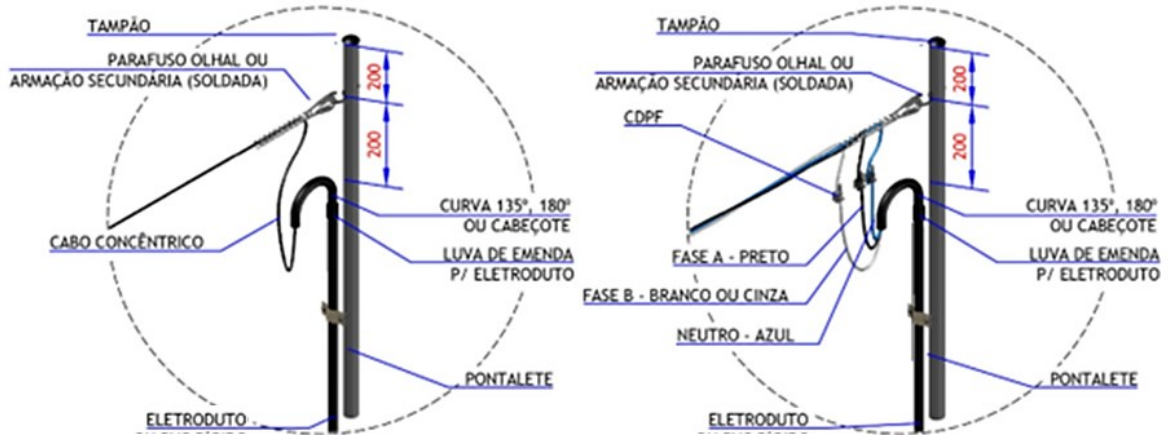 TAMPÃO
PARAFUSO OLHAL OU
ARMAÇÃO SECUNDÁRIA (SOLDADA)
200
200
CURVA 135º, 180º
OU CABEÇOTE
CABO CONCÊNTRICO
LUVA DE EMENDA
P/ ELETRODUTO
PONTALETE
ELETRODUTO
TAMPÃO
PARAFUSO OLHAL OU
ARMAÇÃO SECUNDÁRIA (SOLDADA)
CDPF
200
200
CURVA 135º, 180º
OU CABEÇOTE
FASE A - PRETO
LUVA DE EMENDA
P/ ELETRODUTO
FASE B - BRANCO OU CINZA
NEUTRO - AZUL
PONTALETE
ELETRODUTO